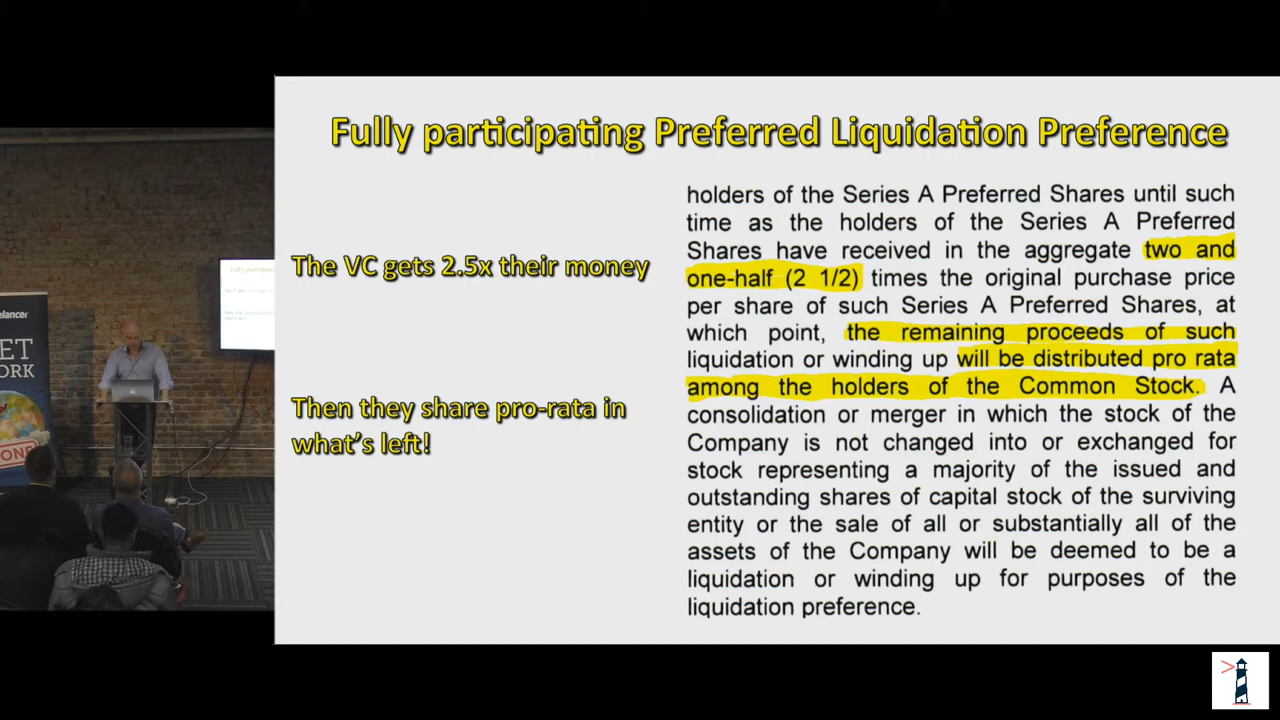 Fully participating Preferred Liquidation Preference
The VC gets 2.5x their money
Then they share pro-rata in
what's left!
holders of the Series A Preferred Shares until such
time as the holders of the Series A Preferred
Shares have received in the aggregate two and
one-half (2 1/2) times the original purchase price
per share of such Series A Preferred Shares, at
which point, the remaining proceeds of such
liquidation or winding up will be distributed pro rata
among the holders of the Common Stock. A
consolidation or merger in which the stock of the
Company is not changed into or exchanged for
stock representing a majority of the issued and
outstanding shares of capital stock of the surviving
entity or the sale of all or substantially all of the
assets of the Company will be deemed to be a
liquidation or winding up for purposes of the
liquidation preference.